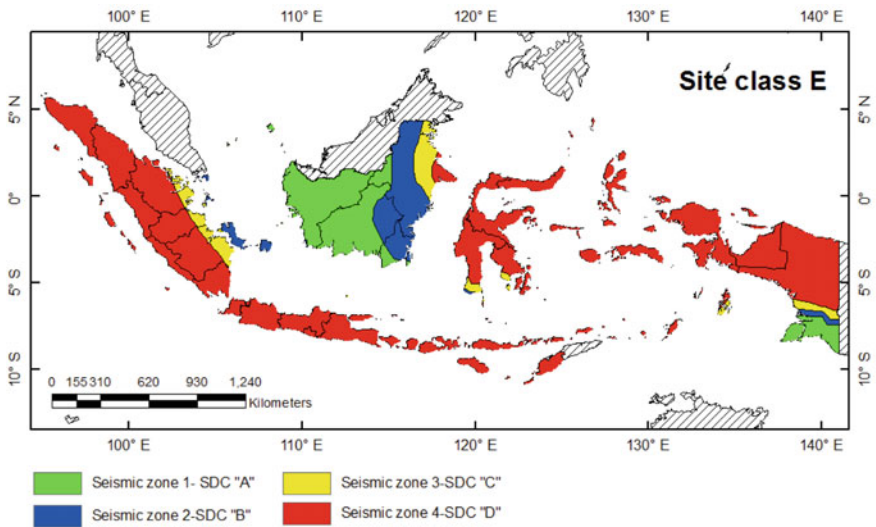 100° E 110° E 120° E 130° E 140° E
Site class E
5° N 5° N
0° 0°
5° S 5° S
10° S 10° S
0 155 310 620 930 1,240
Kilometers
100° E 110° E 120° E 130° E 140° E
Seismic zone 1- SDC "A" Seismic zone 3-SDC "C"
Seismic zone 2-SDC "B" Seismic zone 4-SDC "D"